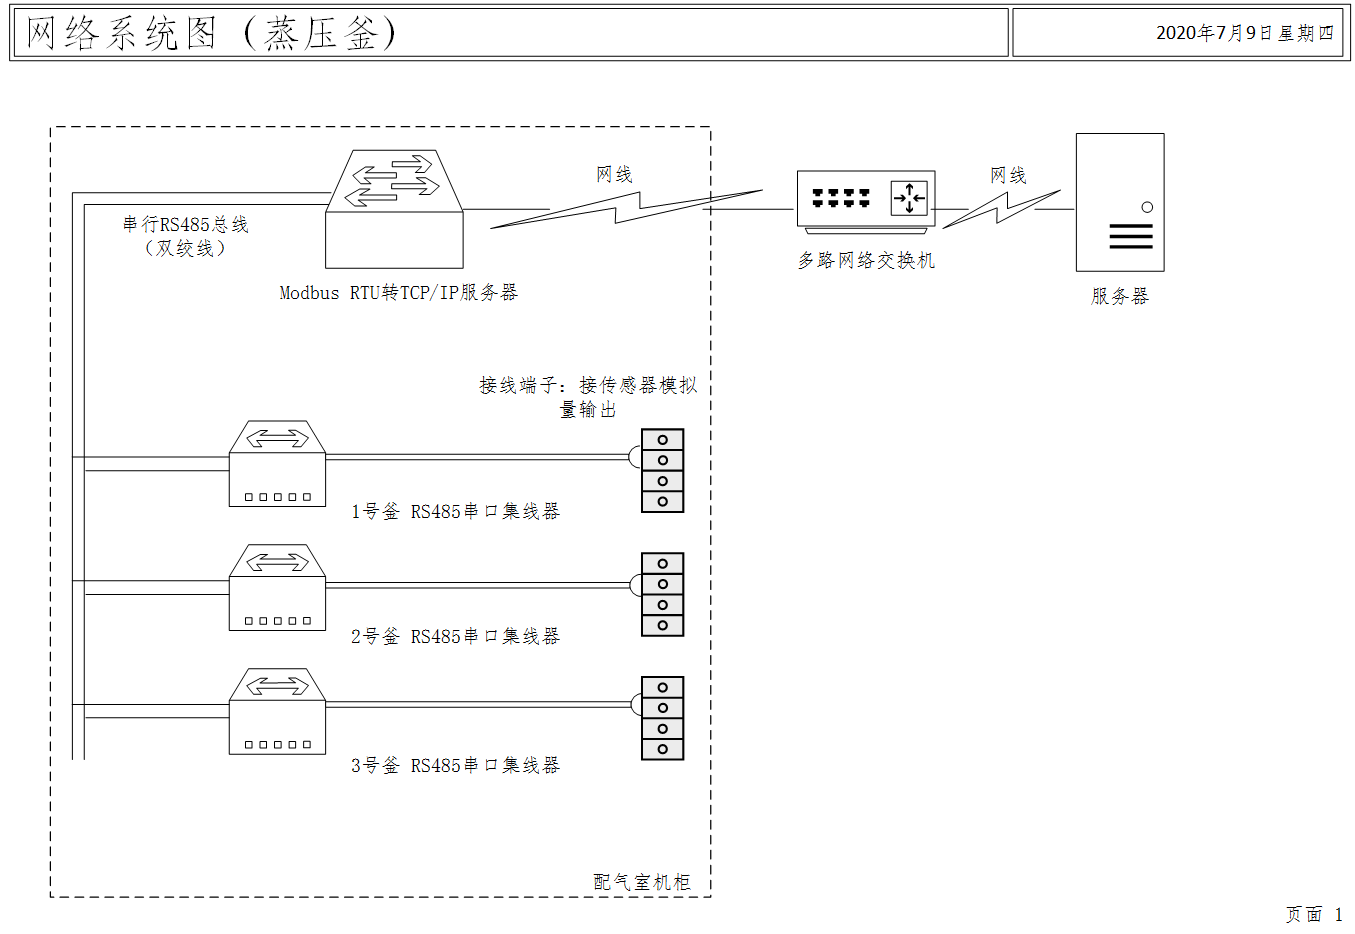 网络系统图（蒸压釜）
2020年7月9日星期四
网线
网线
串行RS485总线
（双绞线）
多路网络交换机
Modbus RTU转TCP/IP服务器
服务器
接线端子：接传感器模拟
量输出
1号釜 RS485串口集线器
2号釜 RS485串口集线器
3号釜 RS485串口集线器
配气室机柜
页面 1